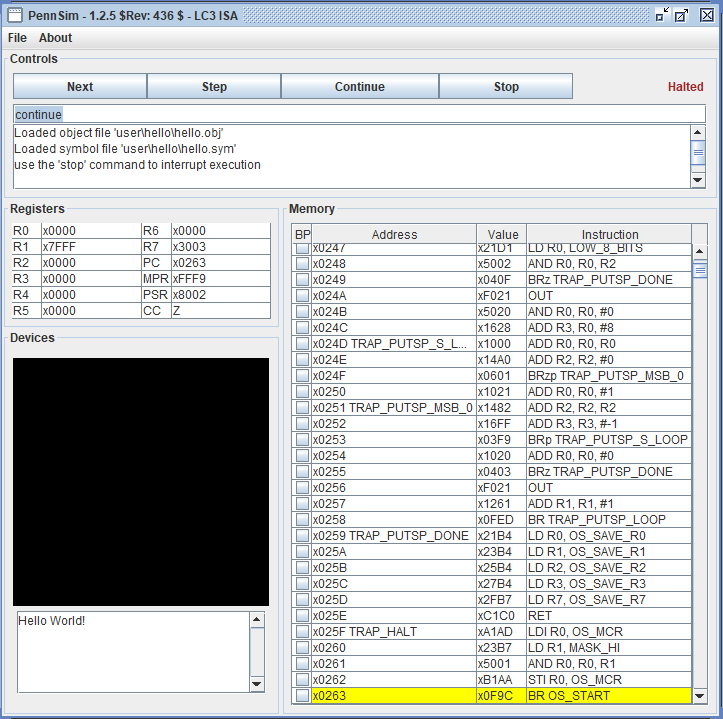 PennSim - 1.2.5 $Rev: 436 $ - LC3 ISA
File About
Controls
Next Step Continue Stop Halted
continue
Loaded object file 'user\hello\hello.obj'
Loaded symbol file 'user\hello\hello.sym'
use the 'stop' command to interrupt execution
Registers
R0 x0000 R6 x0000
R1 x7FFF R7 x3003
R2 x0000 PC x0263
R3 x0000 MPR xFFF9
R4 x0000 PSR x8002
R5 x0000 CC Z
Devices
Hello World!
Memory
BP Address Value Instruction
x0247 x21D1 LD R0, LOW_8_BITS
x0248 x5002 AND R0, R0, R2
x0249 x040F BRz TRAP_PUTSP_DONE
x024A xF021 OUT
x024B x5020 AND R0, R0, #0
x024C x1628 ADD R3, R0, #8
x024D TRAP_PUTSP_S_L... x1000 ADD R0, R0, R0
x024E x14A0 ADD R2, R2, #0
x024F x0601 BRzp TRAP_PUTSP_MSB_0
x0250 x1021 ADD R0, R0, #1
x0251 TRAP_PUTSP_MSB_0 x1482 ADD R2, R2, R2
x0252 x16FF ADD R3, R3, #-1
x0253 x03F9 BRp TRAP_PUTSP_S_LOOP
x0254 x1020 ADD R0, R0, #0
x0255 x0403 BRz TRAP_PUTSP_DONE
x0256 xF021 OUT
x0257 x1261 ADD R1, R1, #1
x0258 x0FED BR TRAP_PUTSP_LOOP
x0259 TRAP_PUTSP_DONE x21B4 LD R0, OS_SAVE_R0
x025A x23B4 LD R1, OS_SAVE_R1
x025B x25B4 LD R2, OS_SAVE_R2
x025C x27B4 LD R3, OS_SAVE_R3
x025D x2FB7 LD R7, OS_SAVE_R7
x025E xC1C0 RET
x025F TRAP_HALT xA1AD LDI R0, OS_MCR
x0260 x23B7 LD R1, MASK_HI
x0261 x5001 AND R0, R0, R1
x0262 xB1AA STI R0, OS_MCR
x0263 x0F9C BR OS_START